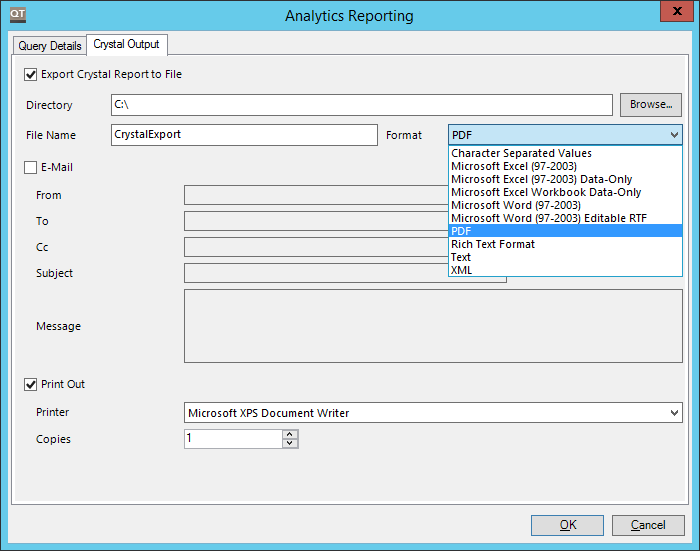 QT Analytics Reporting X
Query Details Crystal Output
Export Crystal Report to File
Directory C:\ Browse...
File Name CrystalExport Format PDF
Character Separated Values
Microsoft Excel (97-2003)
Microsoft Excel (97-2003) Data-Only
Microsoft Excel Workbook Data-Only
Microsoft Word (97-2003)
Microsoft Word (97-2003) Editable RTF
PDF
Rich Text Format
Text
XML
E-Mail
From
To
Cc
Subject
Message
Print Out
Printer Microsoft XPS Document Writer
Copies 1
OK Cancel